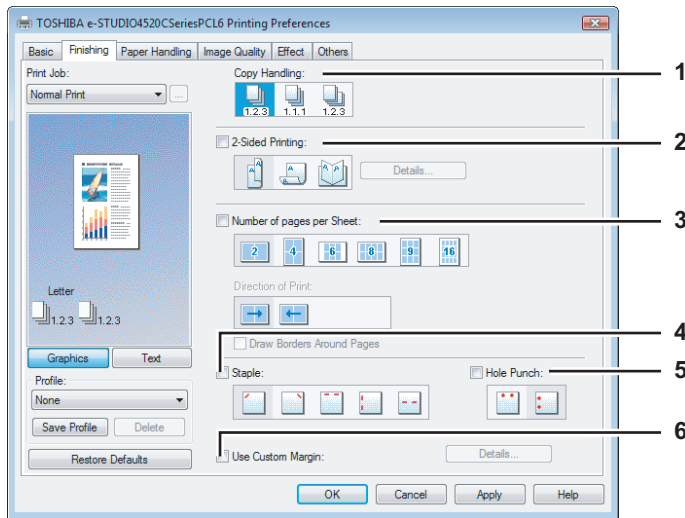 TOSHIBA e-STUDIO4520CSeriesPCL6 Printing Preferences
Basic Finishing Paper Handling Image Quality Effect Others
Print Job:
Normal Print
...
Letter
1.2.3 1.2.3
Graphics Text
Profile:
None
Save Profile Delete
Restore Defaults
Copy Handling: 1
1.2.3 1.1.1 1.2.3
2-Sided Printing: 2
A A A A
Details...
Number of pages per Sheet: 3
2 4 6 8 9 16
Direction of Print:
Draw Borders Around Pages
4
Staple: Hole Punch: 5
6
Use Custom Margin: Details...
OK Cancel Apply Help